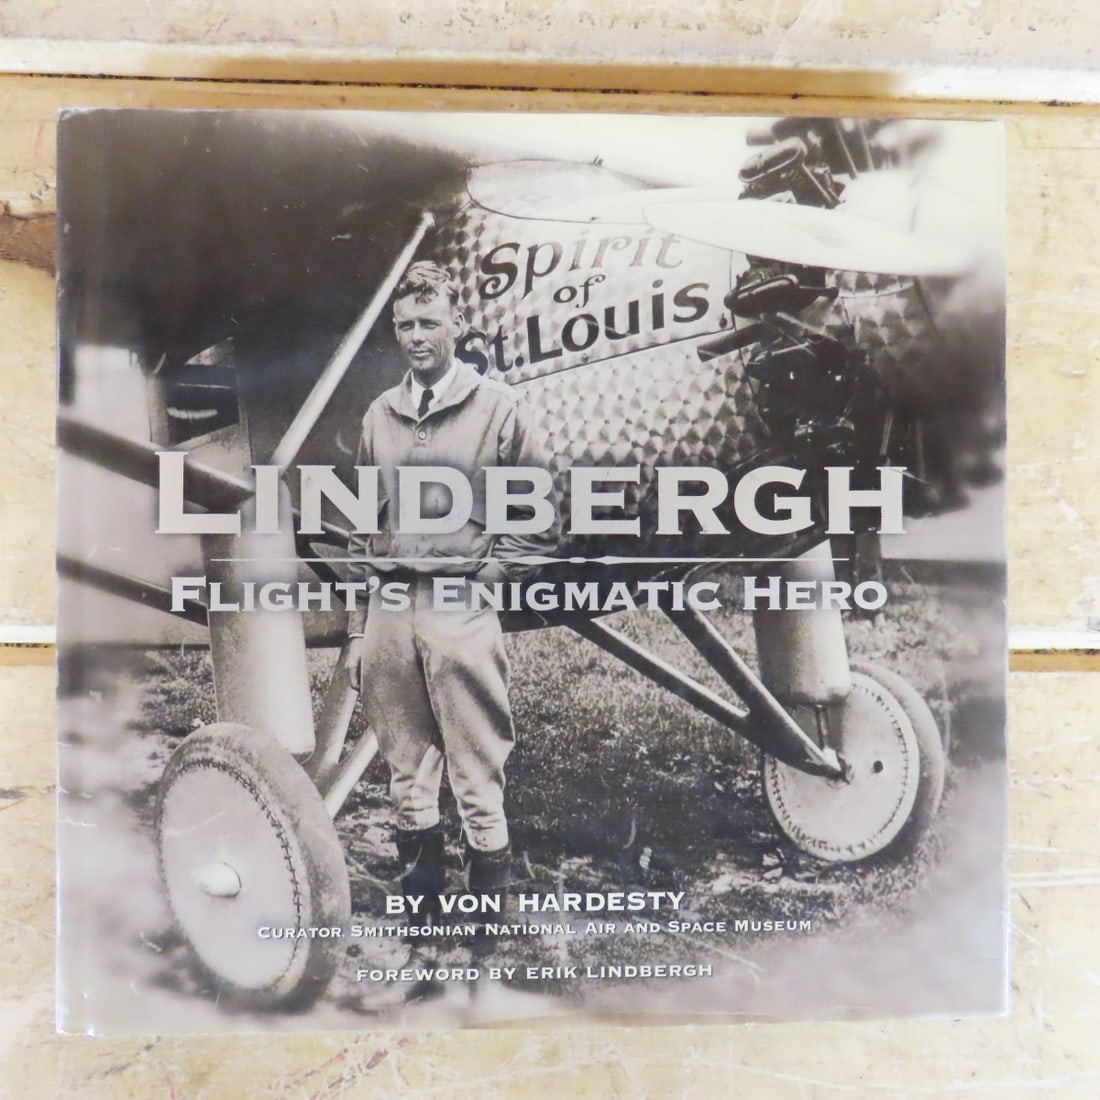 Spirit
of
St. Louis
LINDBERGH
FLIGHT'S ENIGMATIC HERO
BY VON HARDESTY
CURATOR, SMITHSONIAN NATIONAL AIR AND SPACE MUSEUM
FOREWORD BY ERIK LINDBERGH